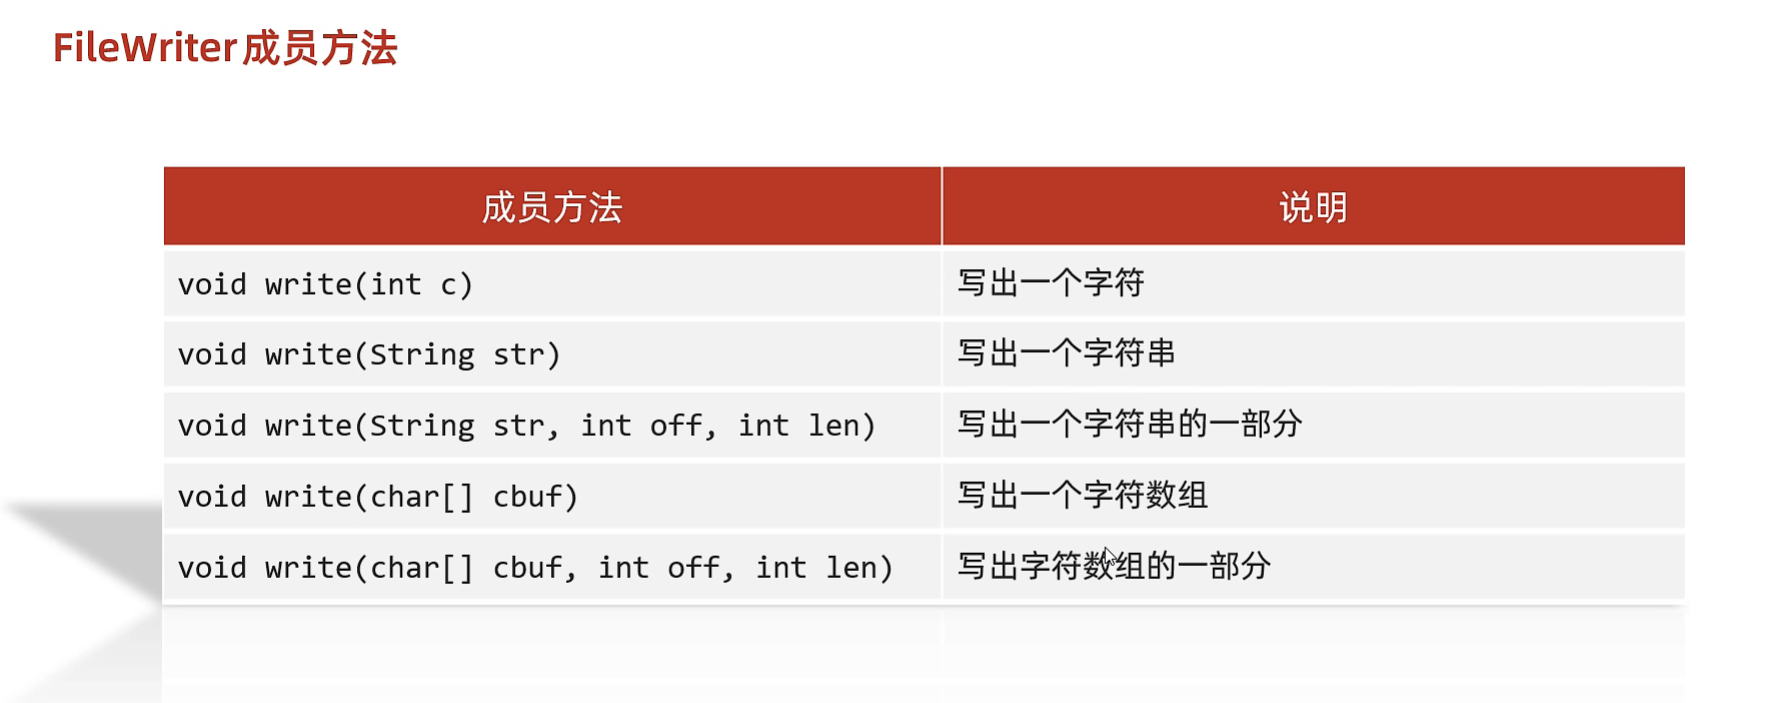 FileWriter成员方法
成员方法 说明
void write(int c) 写出一个字符
void write(String str) 写出一个字符串
void write(String str, int off, int len) 写出一个字符串的一部分
void write(char[] cbuf) 写出一个字符数组
void write(char[] cbuf, int off, int len) 写出字符数组的一部分